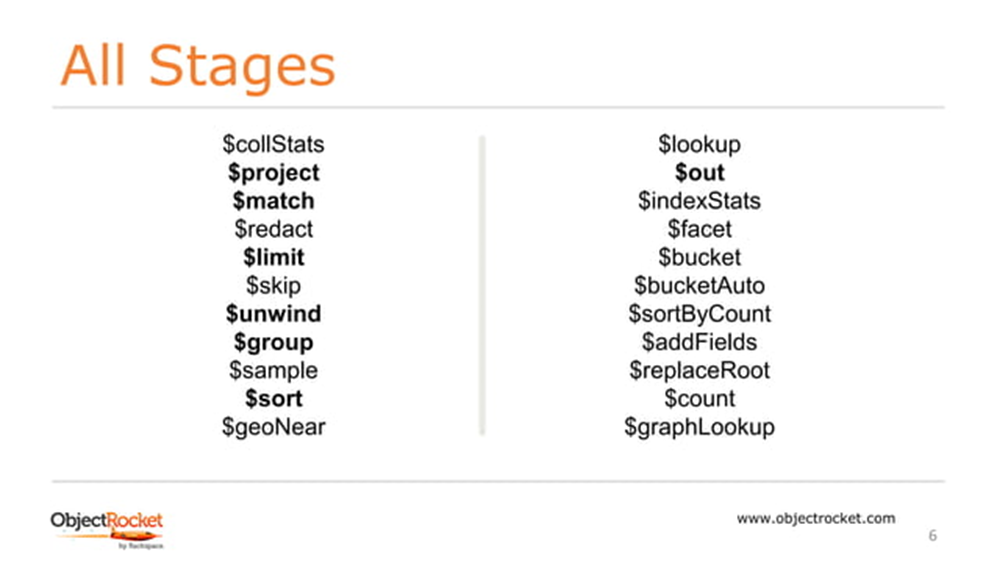 All Stages
$collStats
$project
$match
$redact
$limit
$skip
$unwind
$group
$sample
$sort
$geoNear
$lookup
$out
$indexStats
$facet
$bucket
$bucketAuto
$sortByCount
$addFields
$replaceRoot
$count
$graphLookup
ObjectRocket
by Rackspace
www.objectrocket.com
6